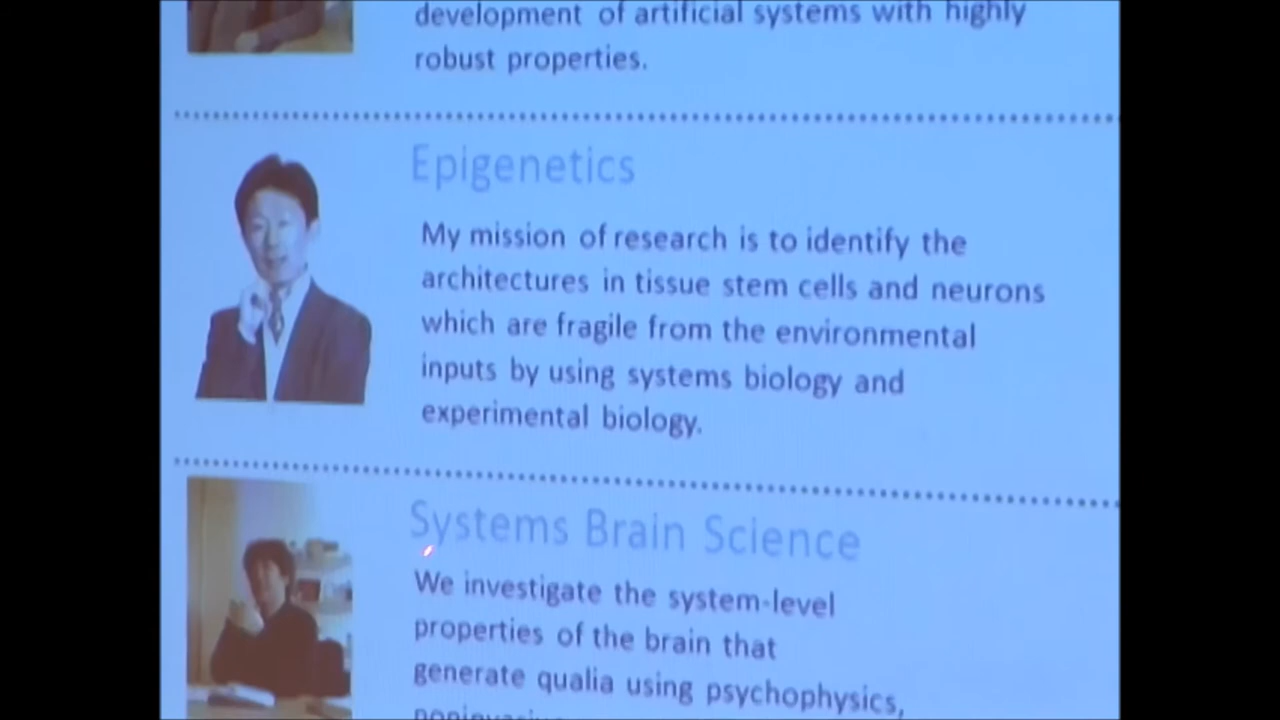 development of artificial systems with highly
robust properties.
Epigenetics
My mission of research is to identify the
architectures in tissue stem cells and neurons
which are fragile from the environmental
inputs by using systems biology and
experimental biology.
Systems Brain Science
We investigate the system-level
properties of the brain that
generate qualia using psychophysics,